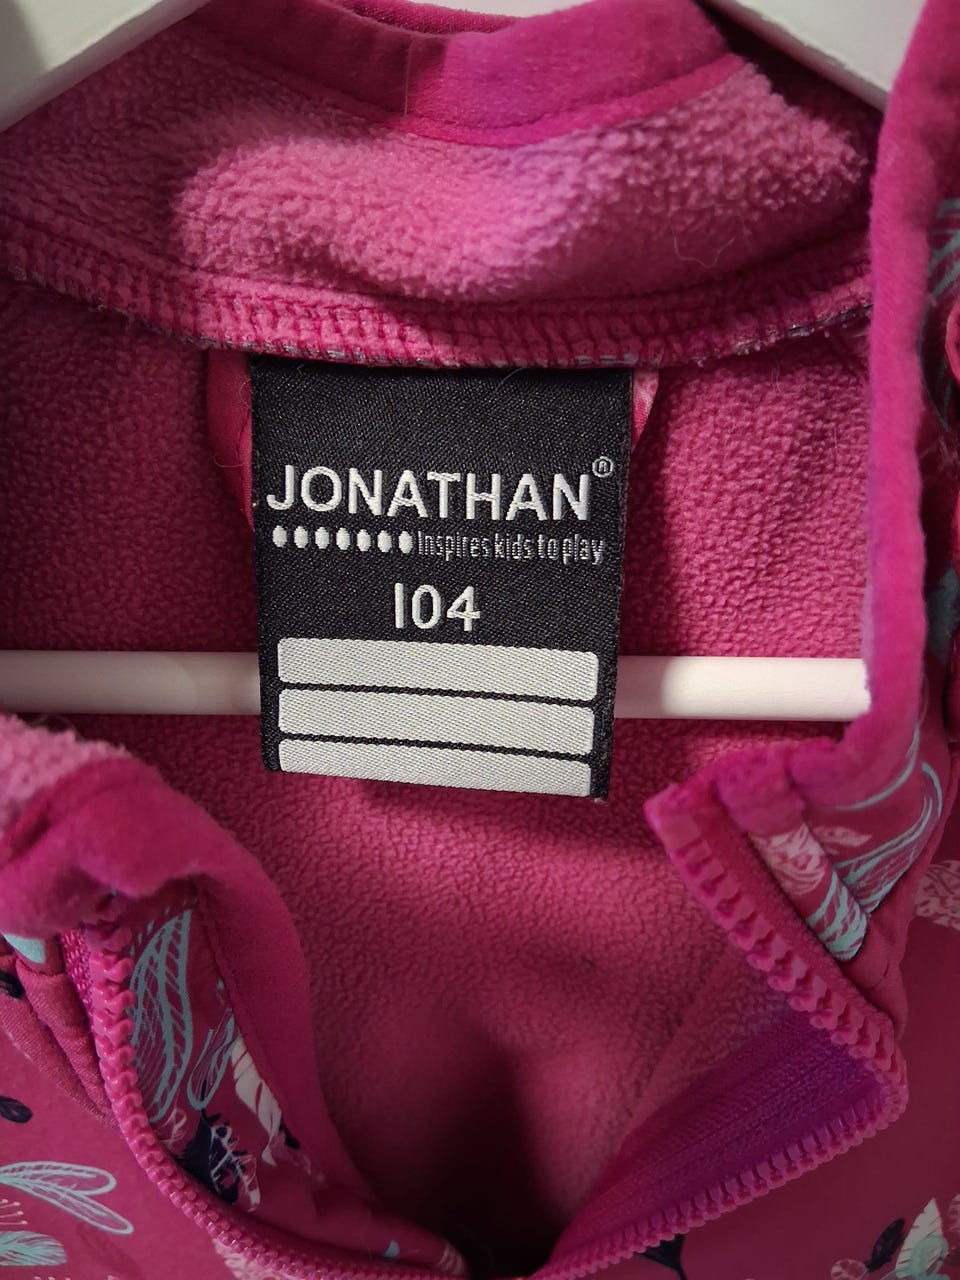 JONATHAN®
Inspires kids to play
104